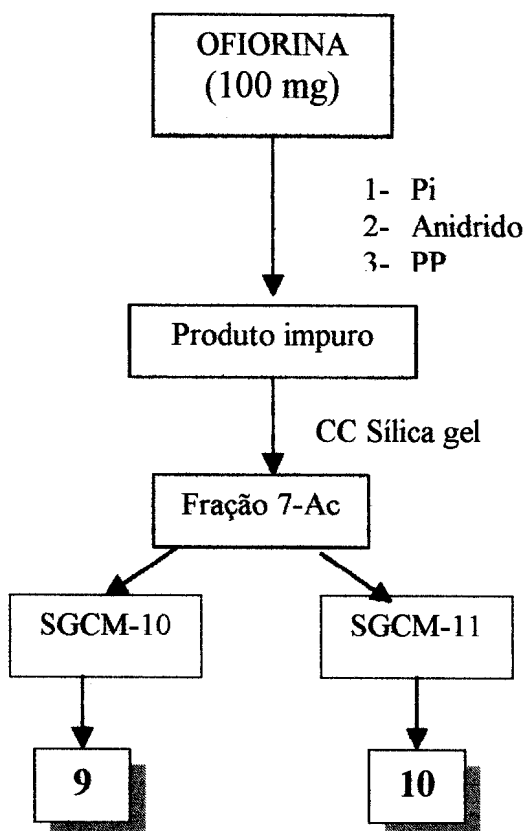 OFIORINA
(100 mg)
1- Pi
2- Anidrido
3- PP
Produto impuro
CC Sílica gel
Fração 7-Ac
SGCM-10
SGCM-11
9
10